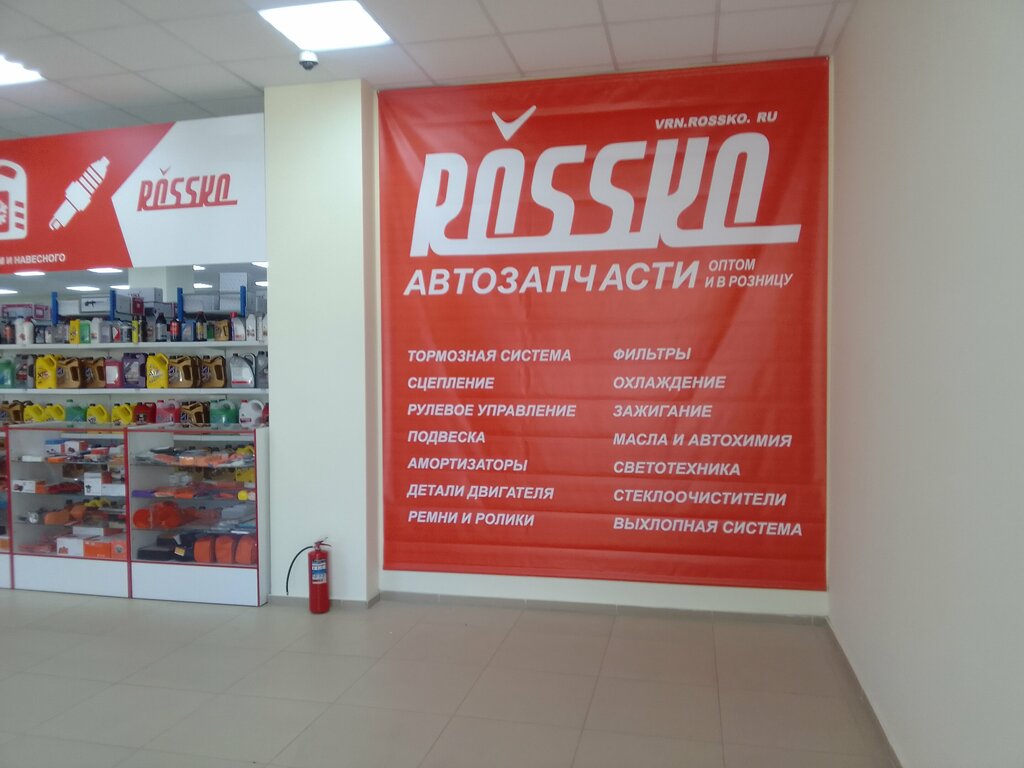 VRN.ROSSKO. RU
ROSSKO
АВТОЗАПЧАСТИ ОПТОМ
И В РОЗНИЦУ
ТОРМОЗНАЯ СИСТЕМА
СЦЕПЛЕНИЕ
РУЛЕВОЕ УПРАВЛЕНИЕ
ПОДВЕСКА
АМОРТИЗАТОРЫ
ДЕТАЛИ ДВИГАТЕЛЯ
РЕМНИ И РОЛИКИ
ФИЛЬТРЫ
ОХЛАЖДЕНИЕ
ЗАЖИГАНИЕ
МАСЛА И АВТОХИМИЯ
СВЕТОТЕХНИКА
СТЕКЛООЧИСТИТЕЛИ
ВЫХЛОПНАЯ СИСТЕМА
ROSSKO
И НАВЕСНОГО